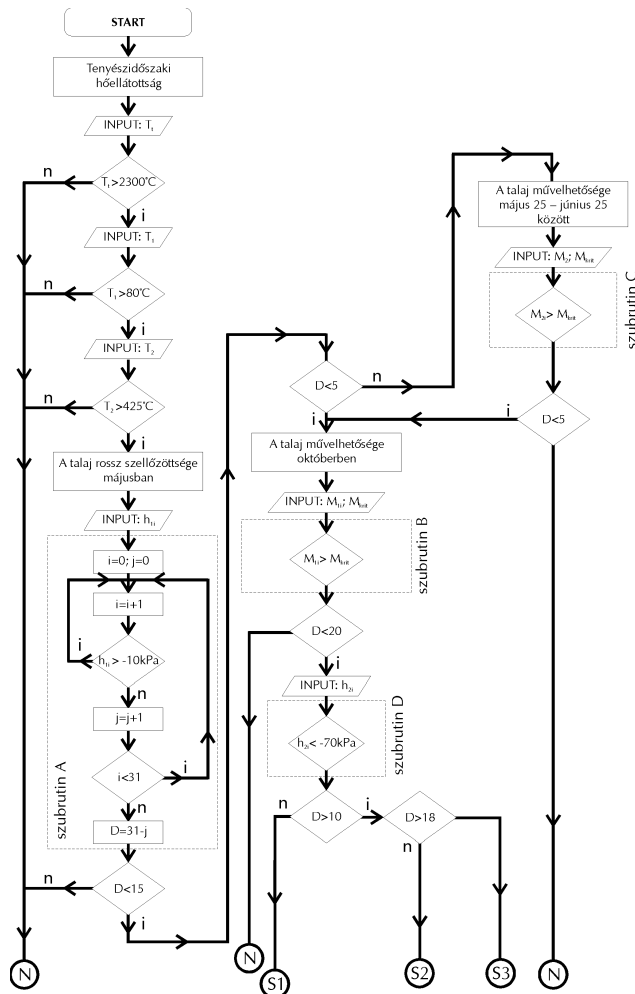 START
Tenyészidőszaki
hőellátottság
INPUT: Tₜ
Tₜ>2300°C
n
i
INPUT: T₁
T₁>80°C
n
i
INPUT: T₂
T₂>425°C
n
i
A talaj rossz szellőzöttsége
májusban
INPUT: h₁ᵢ
szubrutin A
i=0; j=0
i=i+1
h₁ᵢ> -10kPa
i
n
j=j+1
i<31
i
n
D=31-j
D<15
n
i
N
D<5
n
i
A talaj művelhetősége
októberben
INPUT: M₁ᵢ; Mₖᵣᵢₜ
szubrutin B
M₁ᵢ> Mₖᵣᵢₜ
D<20
i
INPUT: h₂ᵢ
szubrutin D
h₂ᵢ< -70kPa
D>10
n
i
D>18
n
N
S1
S2
S3
A talaj művelhetősége
május 25 – június 25
között
INPUT: M₂; Mₖᵣᵢₜ
szubrutin C
M₂ᵢ> Mₖᵣᵢₜ
D<5
i
N